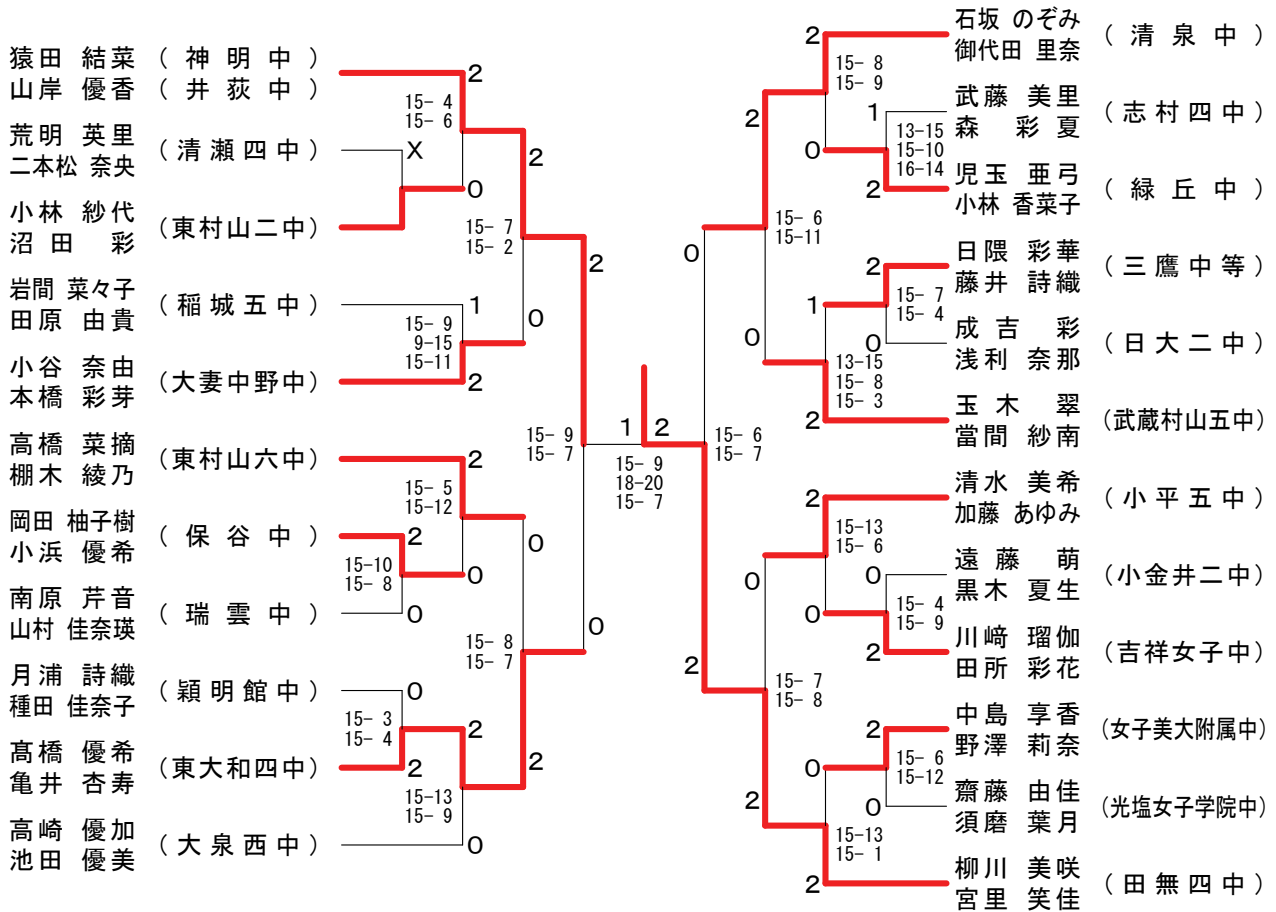 猿田 結菜 （ 神 明 中 ）
山岸 優香 （ 井 荻 中 ）
2
15- 4
15- 6
荒明 英里
二本松 奈央
（清瀬四中）
X
2
0
小林 紗代
沼田 彩
（東村山二中）
15- 7
15- 2
2
岩間 菜々子
田原 由貴
（稲城五中）
1
15- 9
9-15
15-11
0
小谷 奈由
本橋 彩芽
（大妻中野中）
2
15- 9
15- 7
高橋 菜摘
棚木 綾乃
（東村山六中）
2
15- 5
15-12
岡田 柚子樹
小浜 優希
（ 保 谷 中 ）
2
15-10
15- 8
0
0
南原 芹音
山村 佳奈瑛
（ 瑞 雲 中 ）
0
15- 8
15- 7
0
月浦 詩織
種田 佳奈子
（穎明館中）
0
15- 3
15- 4
2
髙橋 優希
亀井 杏寿
（東大和四中）
2
2
15-13
15- 9
高崎 優加
池田 優美
（大泉西中）
0
1 2
15- 9
18-20
15- 7
石坂 のぞみ
御代田 里奈
（ 清 泉 中 ）
2
15- 8
15- 9
武藤 美里
森 彩夏
（志村四中）
1
13-15
15-10
16-14
2
0
児玉 亜弓
小林 香菜子
（ 緑 丘 中 ）
2
15- 6
15-11
0
日隈 彩華
藤井 詩織
（三鷹中等）
2
15- 7
15- 4
1
成吉 彩
浅利 奈那
（日大二中）
0
0
13-15
15- 8
15- 3
玉木 翠
當間 紗南
（武蔵村山五中）
2
15- 6
15- 7
清水 美希
加藤 あゆみ
（小平五中）
2
15-13
15- 6
遠藤 萌
黒木 夏生
（小金井二中）
0
15- 4
15- 9
0
0
川﨑 瑠伽
田所 彩花
（吉祥女子中）
2
2
15- 7
15- 8
中島 享香
野澤 莉奈
（女子美大附属中）
2
15- 6
15-12
0
齋藤 由佳
須磨 葉月
（光塩女子学院中）
0
2
15-13
15- 1
柳川 美咲
宮里 笑佳
（田無四中）
2